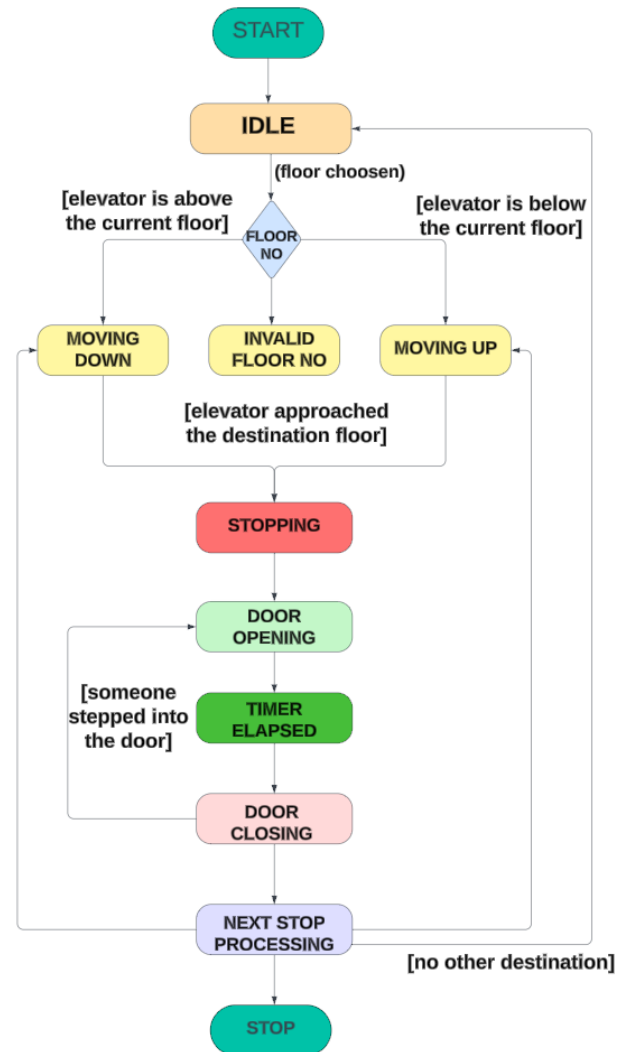 START
IDLE
(floor choosen)
[elevator is above
the current floor]
[elevator is below
the current floor]
FLOOR
NO
MOVING
DOWN
INVALID
FLOOR NO
MOVING UP
[elevator approached
the destination floor]
STOPPING
DOOR
OPENING
[someone
stepped into
the door]
TIMER
ELAPSED
DOOR
CLOSING
NEXT STOP
PROCESSING
[no other destination]
STOP